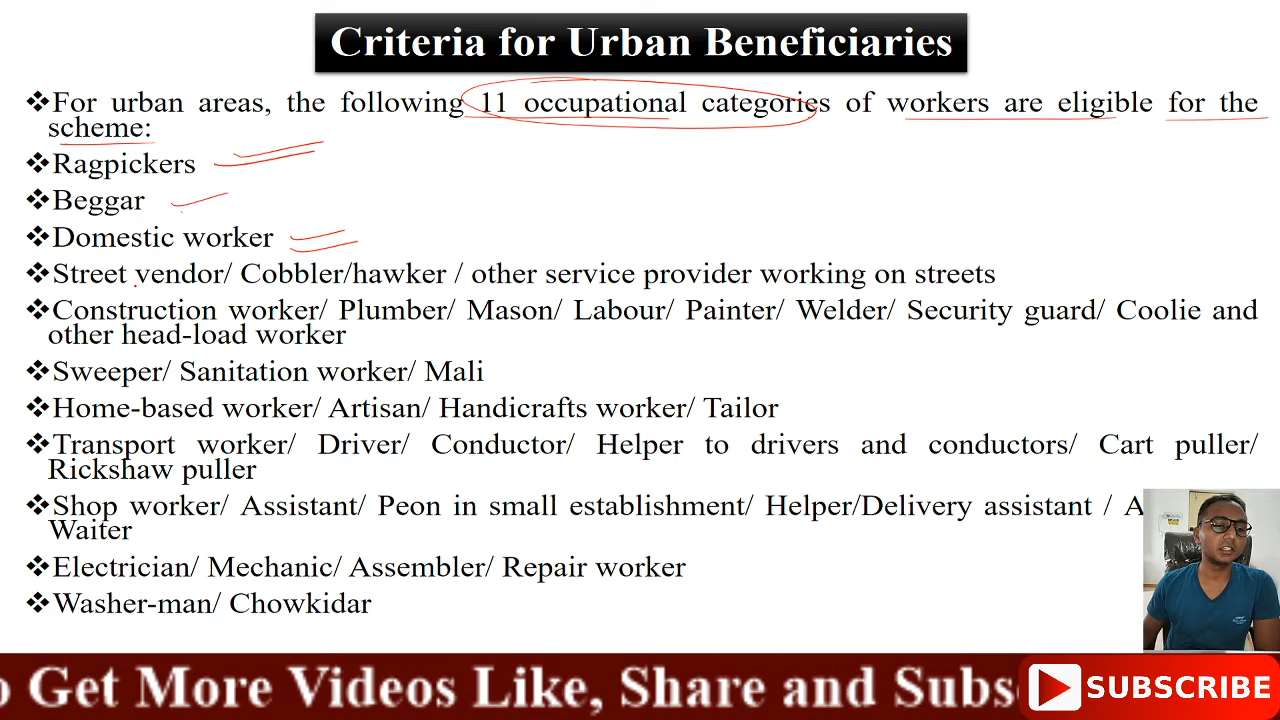 Criteria for Urban Beneficiaries
❖For urban areas, the following 11 occupational categories of workers are eligible for the
scheme:
❖Ragpickers
❖Beggar
❖Domestic worker
❖Street vendor/ Cobbler/hawker / other service provider working on streets
❖Construction worker/ Plumber/ Mason/ Labour/ Painter/ Welder/ Security guard/ Coolie and
other head-load worker
❖Sweeper/ Sanitation worker/ Mali
❖Home-based worker/ Artisan/ Handicrafts worker/ Tailor
❖Transport worker/ Driver/ Conductor/ Helper to drivers and conductors/ Cart puller/
Rickshaw puller
❖Shop worker/ Assistant/ Peon in small establishment/ Helper/Delivery assistant /
Waiter
❖Electrician/ Mechanic/ Assembler/ Repair worker
❖Washer-man/ Chowkidar
Get More Videos Like, Share and
SUBSCRIBE